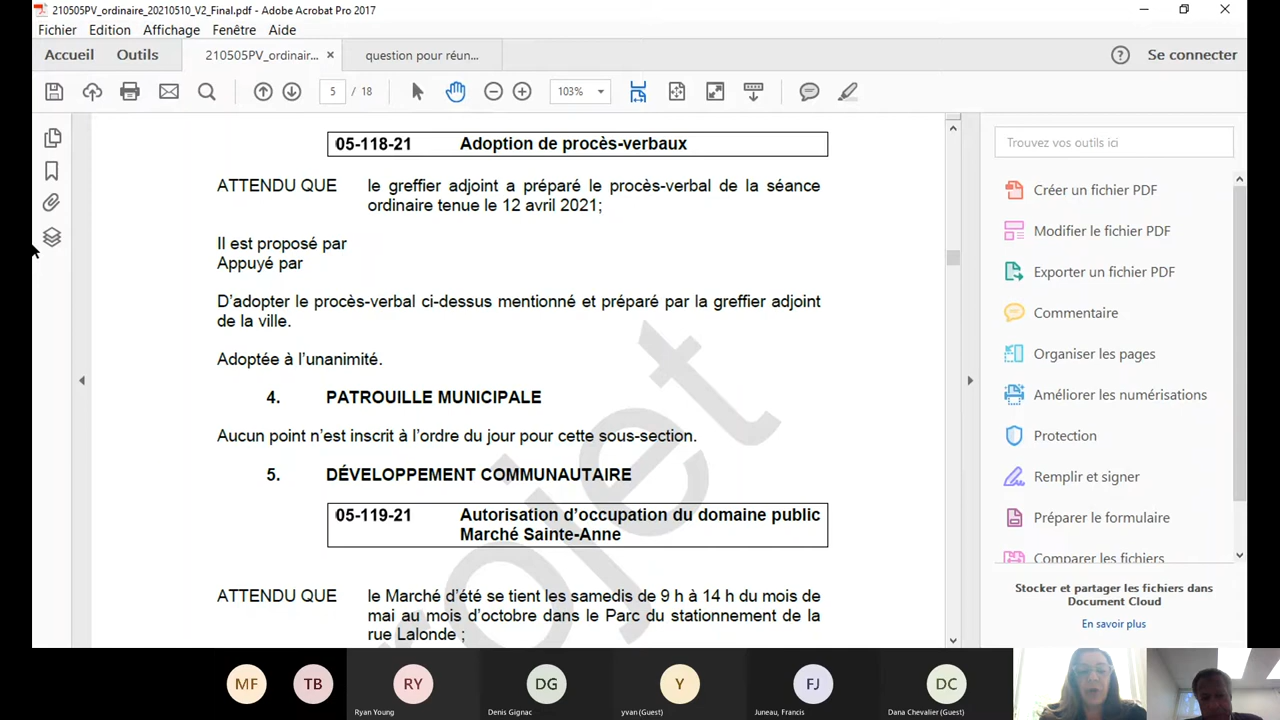 210505PV_ordinaire_20210510_V2_Final.pdf - Adobe Acrobat Pro 2017
Fichier Edition Affichage Fenêtre Aide
Accueil Outils 210505PV_ordinair... × question pour réun... Se connecter
5 / 18 103%
05-118-21 Adoption de procès-verbaux
ATTENDU QUE le greffier adjoint a préparé le procès-verbal de la séance
ordinaire tenue le 12 avril 2021;
Il est proposé par
Appuyé par
D'adopter le procès-verbal ci-dessus mentionné et préparé par la greffier adjoint
de la ville.
Adoptée à l'unanimité.
4. PATROUILLE MUNICIPALE
Aucun point n'est inscrit à l'ordre du jour pour cette sous-section.
5. DÉVELOPPEMENT COMMUNAUTAIRE
05-119-21 Autorisation d'occupation du domaine public
Marché Sainte-Anne
ATTENDU QUE le Marché d'été se tient les samedis de 9 h à 14 h du mois de
mai au mois d'octobre dans le Parc du stationnement de la
rue Lalonde ;
rojet
Trouvez vos outils ici
Créer un fichier PDF
Modifier le fichier PDF
Exporter un fichier PDF
Commentaire
Organiser les pages
Améliorer les numérisations
Protection
Remplir et signer
Préparer le formulaire
Comparer les fichiers
Stocker et partager les fichiers dans
Document Cloud
En savoir plus
MF TB RY DG Y FJ DC
Ryan Young Denis Gignac yvan (Guest) Juneau, Francis Dana Chevalier (Guest)